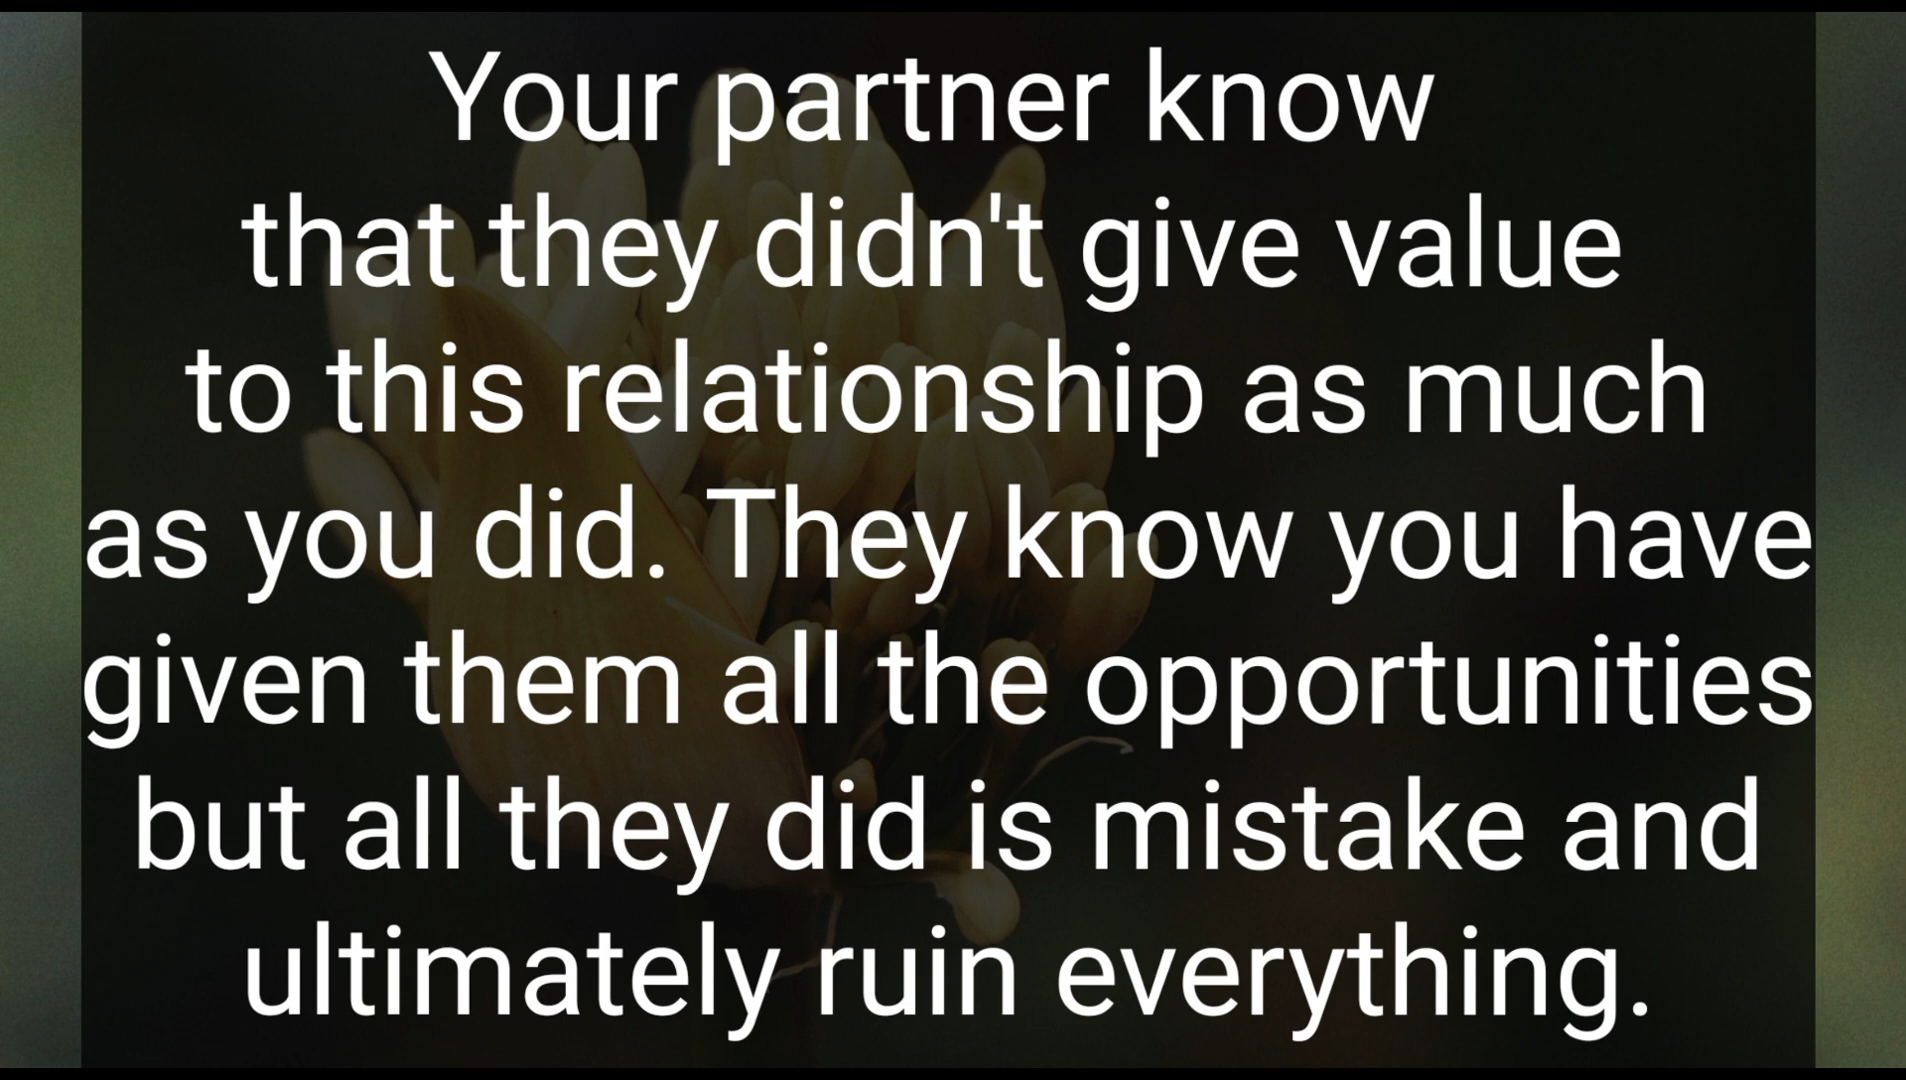 Your partner know
that they didn't give value
to this relationship as much
as you did. They know you have
given them all the opportunities
but all they did is mistake and
ultimately ruin everything.